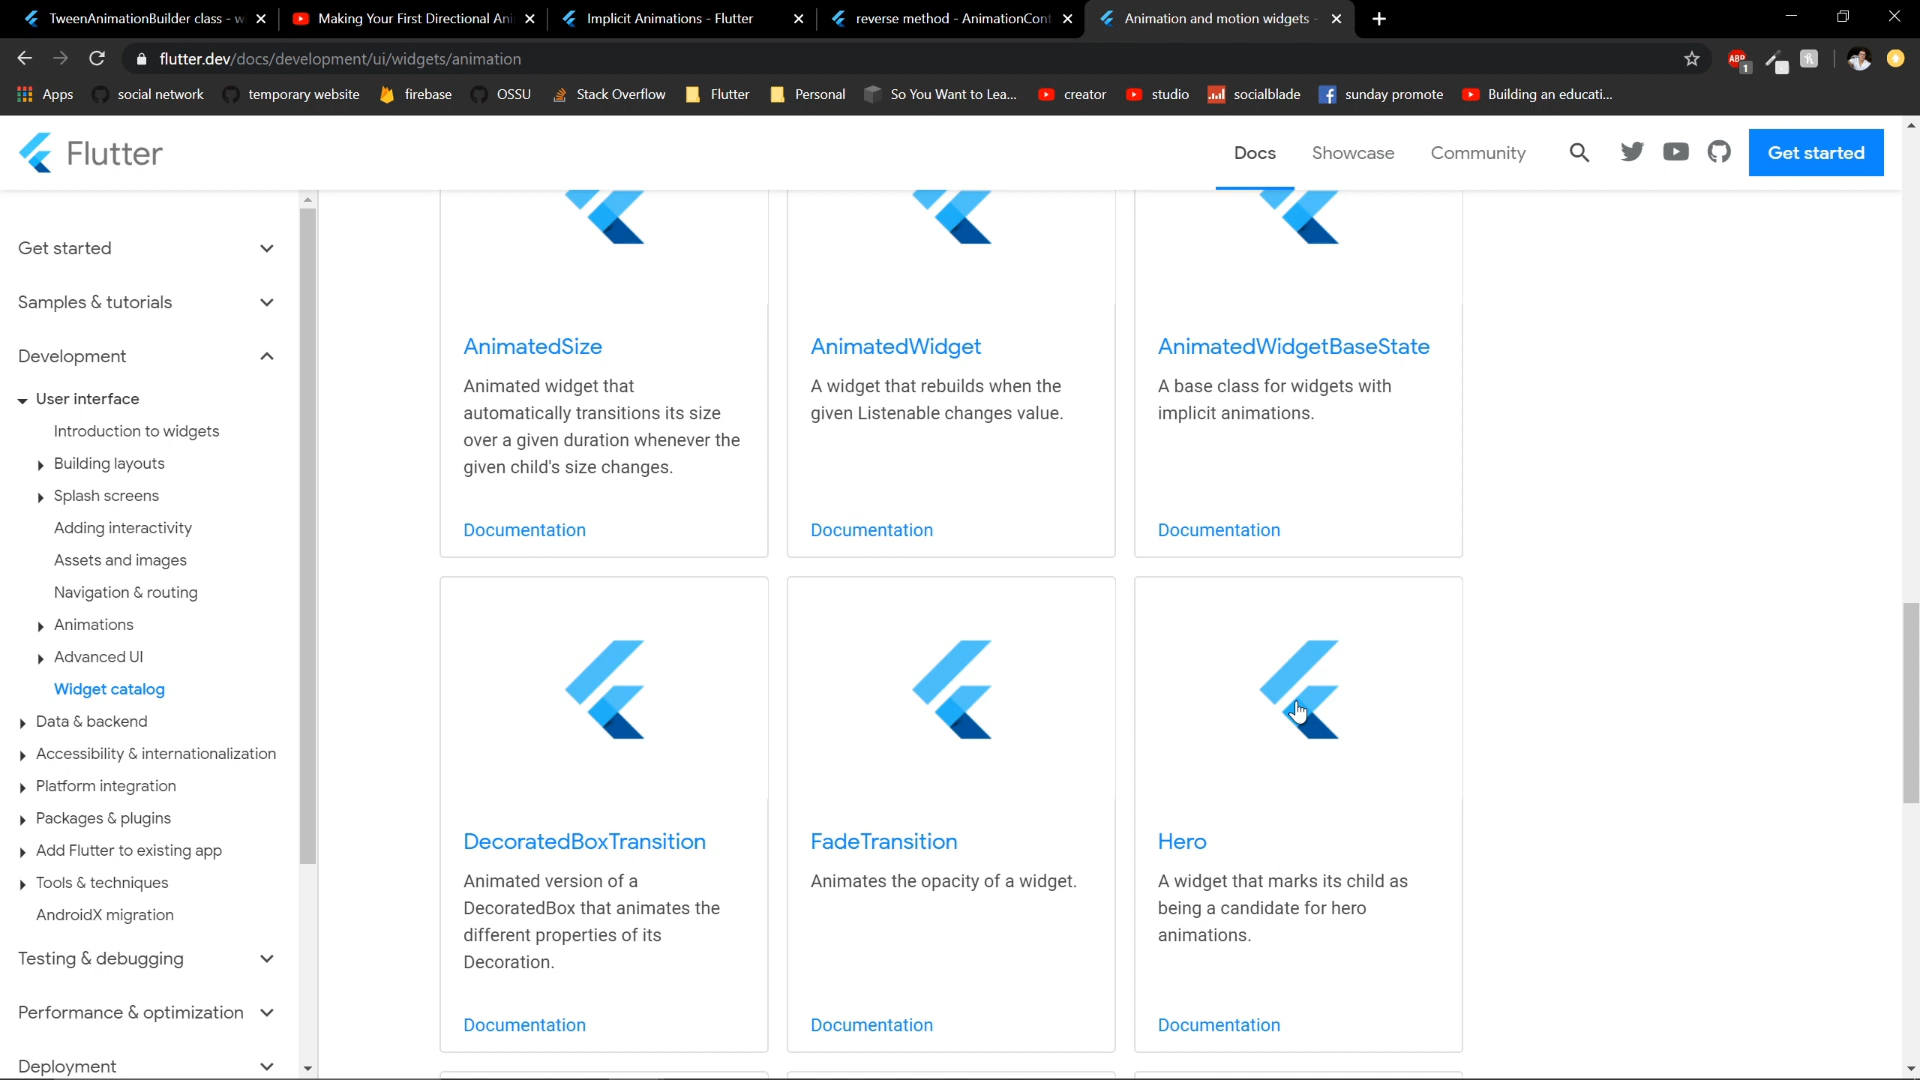 TweenAnimationBuilder class - w
Making Your First Directional Ani
Implicit Animations - Flutter
reverse method - AnimationCont
Animation and motion widgets -
flutter.dev/docs/development/ui/widgets/animation
ABP
1
Apps
social network
temporary website
firebase
OSSU
Stack Overflow
Flutter
Personal
So You Want to Lea...
creator
studio
socialblade
sunday promote
Building an educati...
Flutter
Docs
Showcase
Community
Get started
Get started
Samples & tutorials
Development
User interface
Introduction to widgets
Building layouts
Splash screens
Adding interactivity
Assets and images
Navigation & routing
Animations
Advanced UI
Widget catalog
Data & backend
Accessibility & internationalization
Platform integration
Packages & plugins
Add Flutter to existing app
Tools & techniques
AndroidX migration
Testing & debugging
Performance & optimization
Deployment
AnimatedSize
Animated widget that
automatically transitions its size
over a given duration whenever the
given child's size changes.
Documentation
AnimatedWidget
A widget that rebuilds when the
given Listenable changes value.
Documentation
AnimatedWidgetBaseState
A base class for widgets with
implicit animations.
Documentation
DecoratedBoxTransition
Animated version of a
DecoratedBox that animates the
different properties of its
Decoration.
Documentation
FadeTransition
Animates the opacity of a widget.
Documentation
Hero
A widget that marks its child as
being a candidate for hero
animations.
Documentation